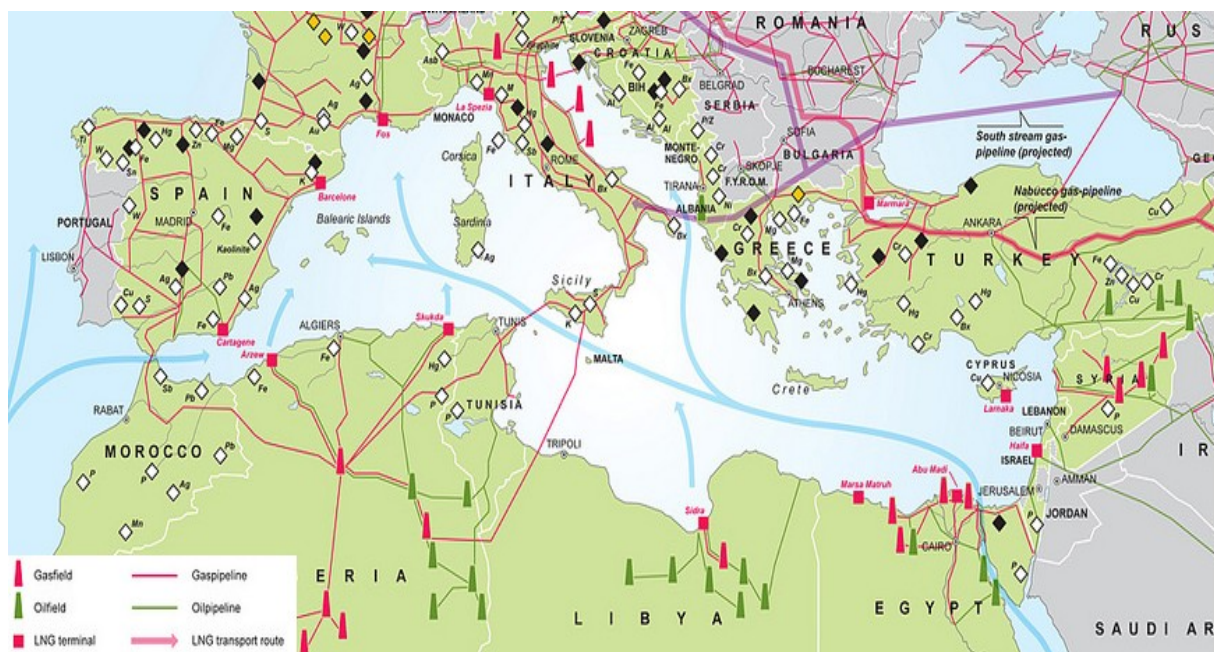 ROMANIA
RUS
SLOVENIA
ZAGREB
CROATIA
BUCHAREST
BELGRAD
SERBIA
BIH
MONACO
La Spezia
Fos
Corsica
ROME
ITALY
MONTE-
NEGRO
SOFIA
BULGARIA
SKOPJE
F.Y.R.O.M.
TIRANA
ALBANIA
South stream gas-
pipeline (projected)
Nabucco gas-pipeline
(projected)
Marmara
ANKARA
TURKEY
GREECE
ATHENS
SPAIN
PORTUGAL
MADRID
LISBON
Barcelone
Balearic Islands
Kaolinite
Sardinia
Sicily
Cartagene
Arzew
ALGIERS
Skukda
TUNIS
MALTA
Crete
CYPRUS
NICOSIA
Larnaka
SYRIA
LEBANON
BEIRUT
DAMASCUS
Haifa
ISRAEL
AMMAN
JERUSALEM
JORDAN
IR
RABAT
MOROCCO
TUNISIA
TRIPOLI
Sidra
Marsa Matruh
Abu Madi
CAIRO
ERIA
LIBYA
EGYPT
SAUDI AR
Gasfield
Gaspipeline
Oilfield
Oilpipeline
LNG terminal
LNG transport route